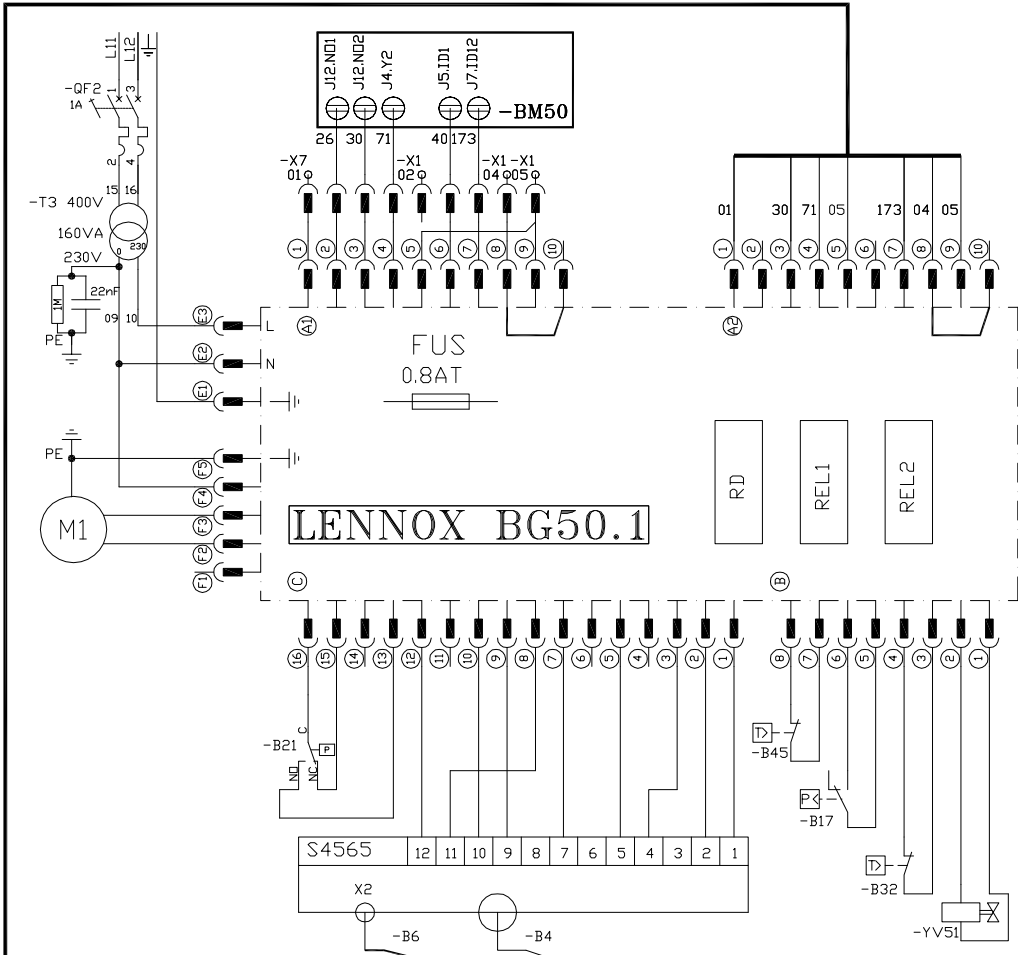 L11 L12
J12.NO1 J12.NO2 J4.Y2 J5.ID1 J7.ID12
-BM50
-QF2
1A
1 3
2 4
26 30 71 40 173
-X7 -X1 -X1 -X1
01 02 04 05
15 16
-T3 400V
160VA
230V
0 230
22nF
1M
09 10
PE
01 30 71 05 173 04 05
1 2 3 4 5 6 7 8 9 10
1 2 3 4 5 6 7 8 9 10
A1 A2
E3 L
E2 N
E1
FUS
0.8AT
PE
F5
F4
F3
F2
F1
M1
RD REL1 REL2
LENNOX BG50.1
C B
16 15 14 13 12 11 10 9 8 7 6 5 4 3 2 1
8 7 6 5 4 3 2 1
C
-B21 P
NO NC
T> -B45
P< -B17
T> -B32
-YV51
S4565 12 11 10 9 8 7 6 5 4 3 2 1
X2
-B6 -B4